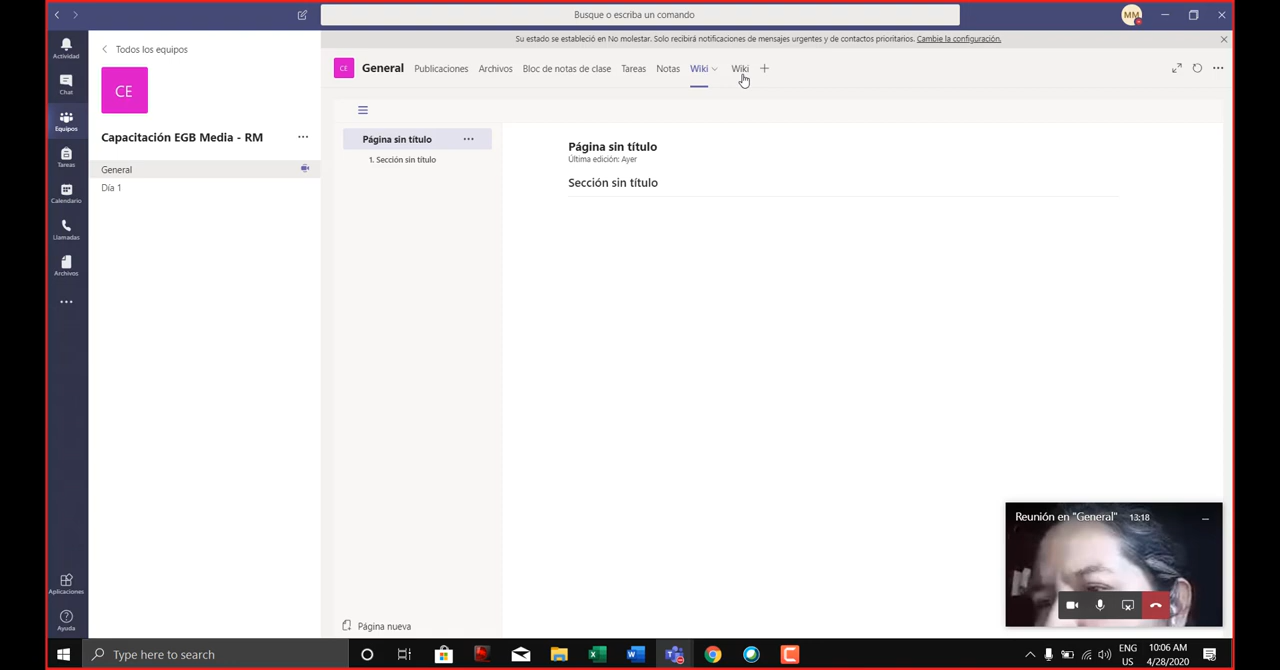 Busque o escriba un comando
MM
Su estado se estableció en No molestar. Solo recibirá notificaciones de mensajes urgentes y de contactos prioritarios. Cambie la configuración.
Actividad
Chat
Equipos
Tareas
Calendario
Llamadas
Archivos
Aplicaciones
Ayuda
Todos los equipos
CE
Capacitación EGB Media - RM
General
Día 1
CE
General
Publicaciones
Archivos
Bloc de notas de clase
Tareas
Notas
Wiki
Wiki
Página sin título
1. Sección sin título
Página nueva
Página sin título
Última edición: Ayer
Sección sin título
Reunión en "General" 13:18
Type here to search
ENG
US
10:06 AM
4/28/2020